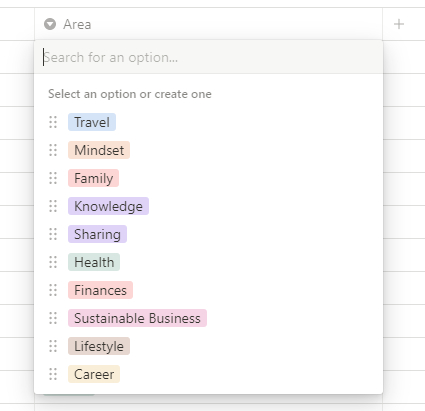 Area
Search for an option...
Select an option or create one
Travel
Mindset
Family
Knowledge
Sharing
Health
Finances
Sustainable Business
Lifestyle
Career